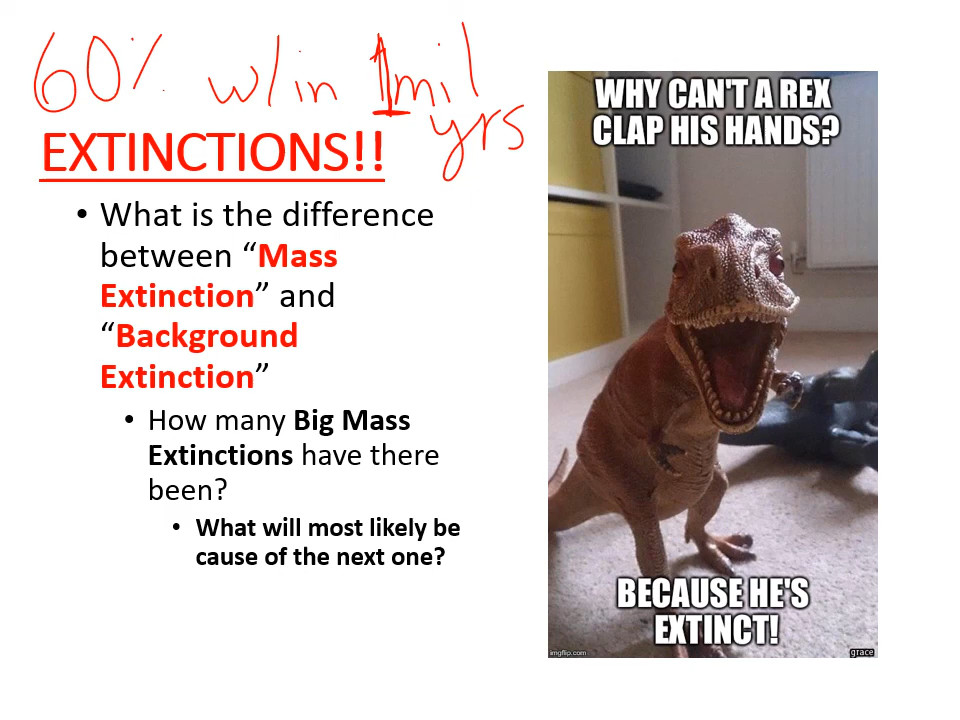 60% w/in 1mil
yrs
EXTINCTIONS!!
• What is the difference
between “Mass
Extinction” and
“Background
Extinction”
• How many Big Mass
Extinctions have there
been?
• What will most likely be
cause of the next one?
WHY CAN'T A REX
CLAP HIS HANDS?
BECAUSE HE'S
EXTINCT!
imgflip.com
grace